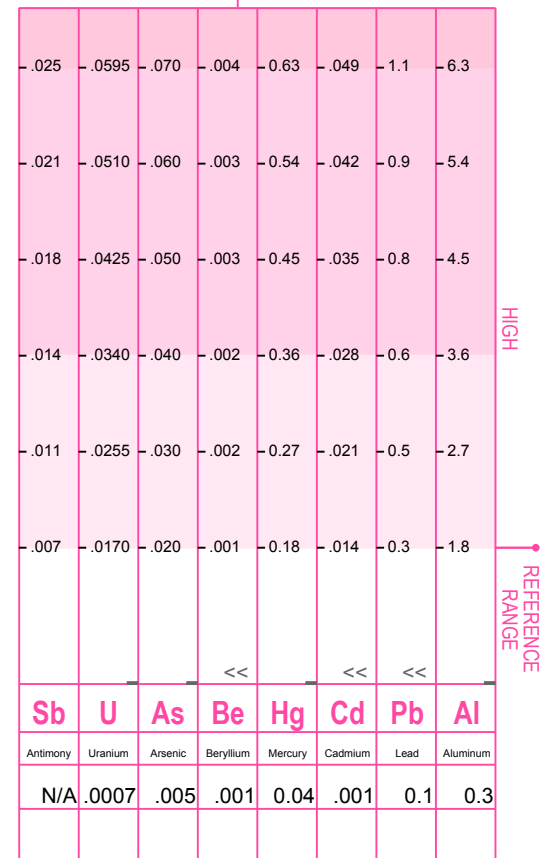 .025 .0595 .070 .004 0.63 .049 1.1 6.3
.021 .0510 .060 .003 0.54 .042 0.9 5.4
.018 .0425 .050 .003 0.45 .035 0.8 4.5
HIGH
.014 .0340 .040 .002 0.36 .028 0.6 3.6
.011 .0255 .030 .002 0.27 .021 0.5 2.7
.007 .0170 .020 .001 0.18 .014 0.3 1.8
REFERENCE
RANGE
<< << <<
Sb U As Be Hg Cd Pb Al
Antimony Uranium Arsenic Beryllium Mercury Cadmium Lead Aluminum
N/A .0007 .005 .001 0.04 .001 0.1 0.3